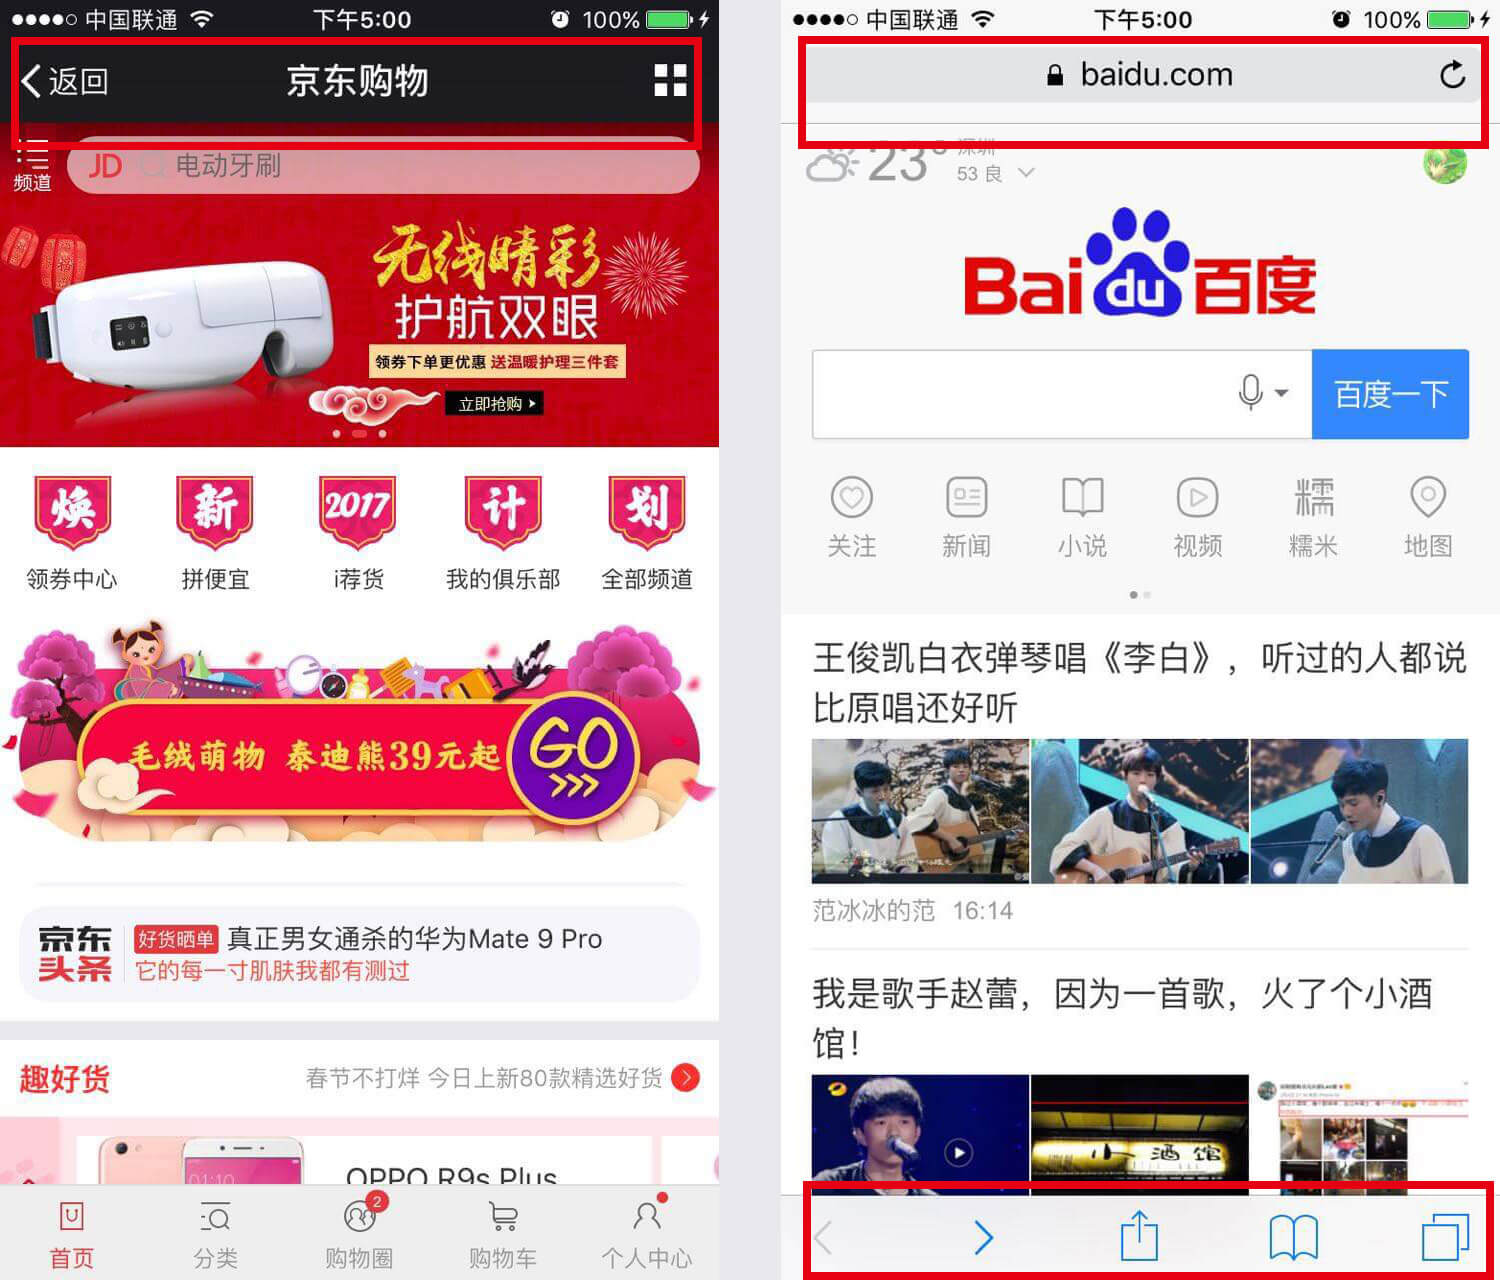 中国联通 下午5:00 100%
返回 京东购物
频道 JD 电动牙刷
无线睛彩
护航双眼
领券下单更优惠 送温暖护理三件套
立即抢购
焕 新 2017 计 划
领券中心 拼便宜 i荐货 我的俱乐部 全部频道
毛绒萌物 泰迪熊39元起 GO
京东头条 好货晒单 真正男女通杀的华为Mate 9 Pro
它的每一寸肌肤我都有测过
趣好货 春节不打烊 今日上新80款精选好货
01:10 OPPO R9s Plus
2
首页 分类 购物圈 购物车 个人中心
中国联通 下午5:00 100%
baidu.com
23° 深圳
53 良
Bai du 百度
百度一下
糯
关注 新闻 小说 视频 糯米 地图
王俊凯白衣弹琴唱《李白》，听过的人都说
比原唱还好听
范冰冰的范 16:14
我是歌手赵蕾，因为一首歌，火了个小酒
馆！
小酒馆